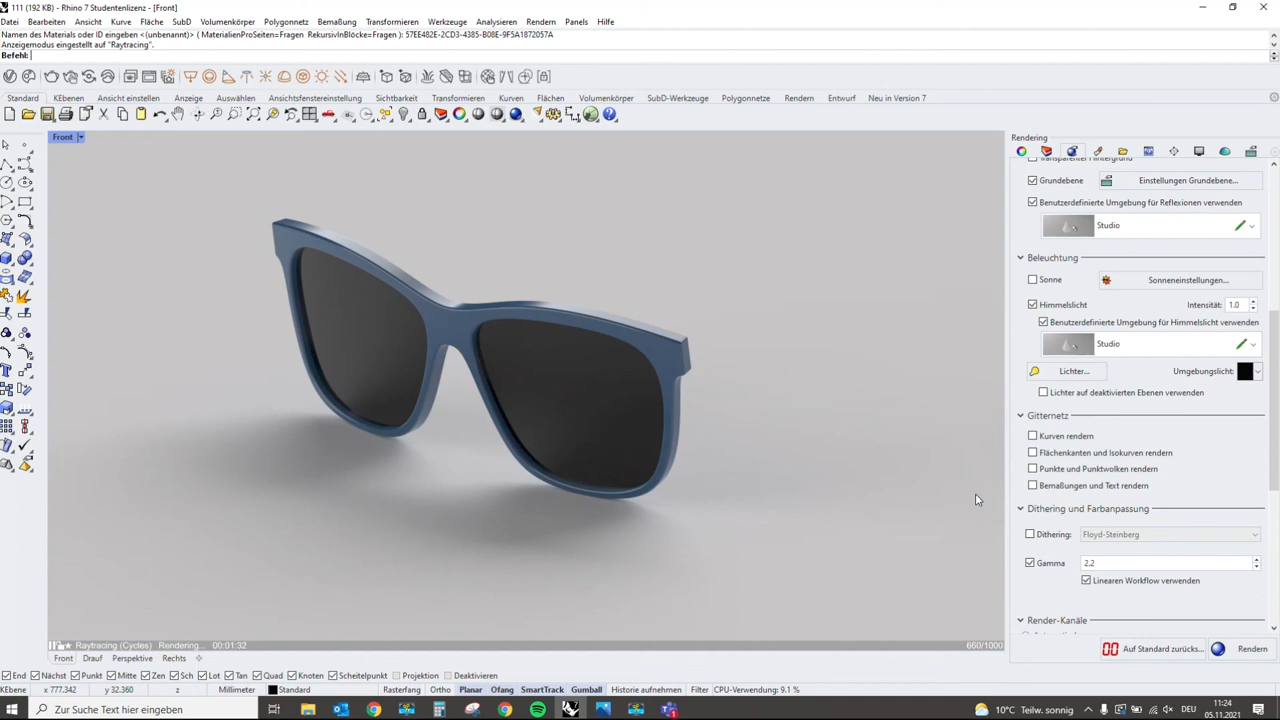 111 (192 KB) - Rhino 7 Studentenlizenz - [Front]
Datei Bearbeiten Ansicht Kurve Fläche SubD Volumenkörper Polygonnetz Bemaßung Transformieren Werkzeuge Analysieren Rendern Panels Hilfe
Namen des Materials oder ID eingeben <(unbenannt)> ( MaterialienProSeiten=Fragen RekursivInBlöcke=Fragen ): 57EE482E-2CD3-4385-B08E-9F5A1872057A
Anzeigemodus eingestellt auf "Raytracing".
Befehl:
Standard KEbenen Ansicht einstellen Anzeige Auswählen Ansichtsfenstereinstellung Sichtbarkeit Transformieren Kurven Flächen Volumenkörper SubD-Werkzeuge Polygonnetze Rendern Entwurf Neu in Version 7
Front
Rendering
Transparenter Hintergrund
Grundebene Einstellungen Grundebene...
Benutzerdefinierte Umgebung für Reflexionen verwenden
Studio
Beleuchtung
Sonne Sonneneinstellungen...
Himmelslicht Intensität: 1.0
Benutzerdefinierte Umgebung für Himmelslicht verwenden
Studio
Lichter... Umgebungslicht:
Lichter auf deaktivierten Ebenen verwenden
Gitternetz
Kurven rendern
Flächenkanten und Isokurven rendern
Punkte und Punktwolken rendern
Bemaßungen und Text rendern
Dithering und Farbanpassung
Dithering: Floyd-Steinberg
Gamma 2.2
Linearen Workflow verwenden
Render-Kanäle
Auf Standard zurücks... Rendern
Raytracing (Cycles) Rendering... 00:01:32 660/1000
Front Drauf Perspektive Rechts
End Nächst Punkt Mitte Zen Sch Lot Tan Quad Knoten Scheitelpunkt Projektion Deaktivieren
KEbene x 777.342 y 32.360 z Millimeter Standard Rasterfang Ortho Planar Ofang SmartTrack Gumball Historie aufnehmen Filter CPU-Verwendung: 9.1 %
Zur Suche Text hier eingeben
10°C Teilw. sonnig DEU 11:24
05.11.2021